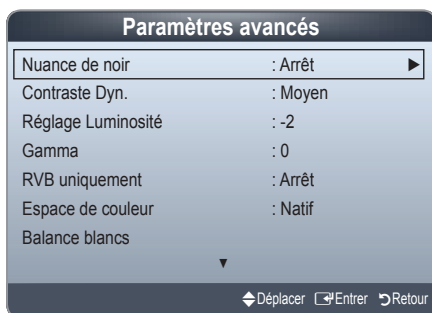 Paramètres avancés
Nuance de noir : Arrêt ►
Contraste Dyn. : Moyen
Réglage Luminosité : -2
Gamma : 0
RVB uniquement : Arrêt
Espace de couleur : Natif
Balance blancs
▼
Déplacer Entrer Retour